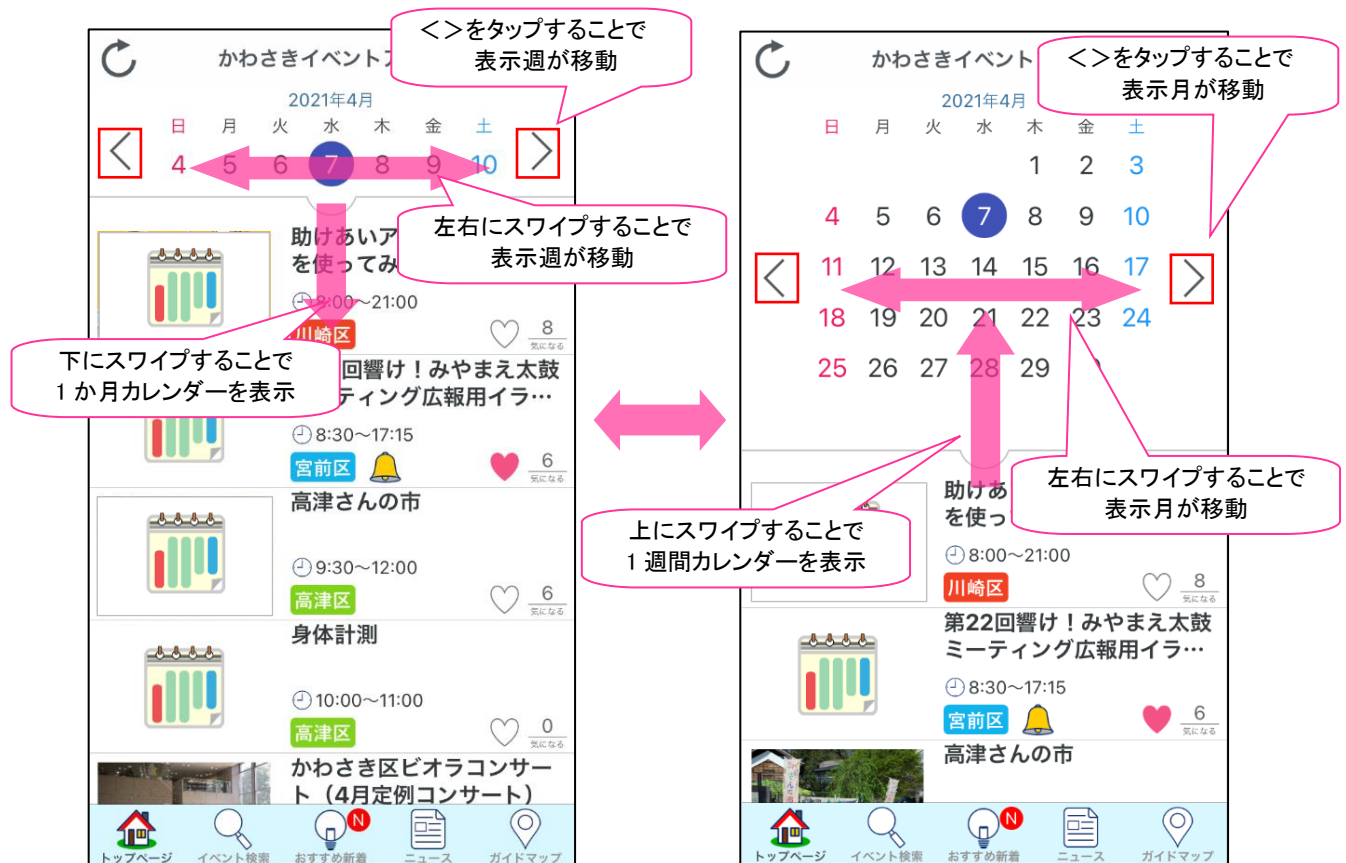 かわさきイベント
＜＞をタップすることで
表示週が移動
2021年4月
日 月 火 水 木 金 土
4 5 6 7 8 9 10
左右にスワイプすることで
表示週が移動
助けあいア
を使ってみ
8:00～21:00
川崎区
8
気になる
下にスワイプすることで
１か月カレンダーを表示
回響け！みやまえ太鼓
ティング広報用イラ…
8:30～17:15
宮前区
6
気になる
高津さんの市
9:30～12:00
高津区
6
気になる
身体計測
10:00～11:00
高津区
0
気になる
かわさき区ビオラコンサー
ト（4月定例コンサート）
N
トップページ イベント検索 おすすめ新着 ニュース ガイドマップ
かわさきイベント
＜＞をタップすることで
表示月が移動
2021年4月
日 月 火 水 木 金 土
1 2 3
4 5 6 7 8 9 10
11 12 13 14 15 16 17
18 19 20 21 22 23 24
25 26 27 28 29
左右にスワイプすることで
表示月が移動
上にスワイプすることで
１週間カレンダーを表示
助けあ
を使っ
8:00～21:00
川崎区
8
気になる
第22回響け！みやまえ太鼓
ミーティング広報用イラ…
8:30～17:15
宮前区
6
気になる
高津さんの市
N
トップページ イベント検索 おすすめ新着 ニュース ガイドマップ